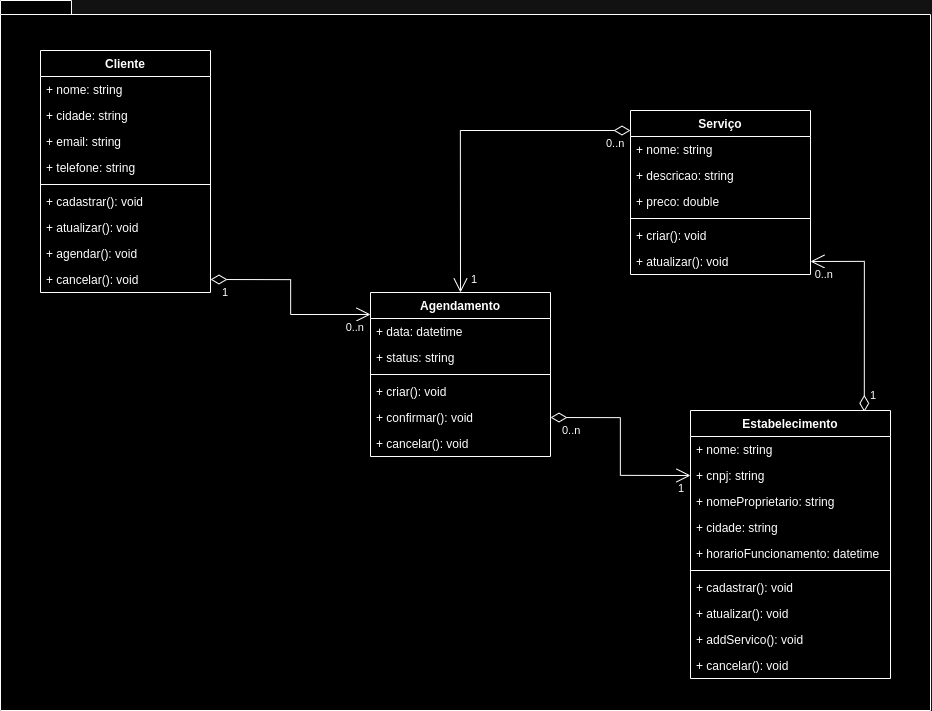 Cliente
+ nome: string
+ cidade: string
+ email: string
+ telefone: string
+ cadastrar(): void
+ atualizar(): void
+ agendar(): void
+ cancelar(): void
1
0..n
Serviço
+ nome: string
+ descricao: string
+ preco: double
+ criar(): void
+ atualizar(): void
0..n
1
0..n
Agendamento
+ data: datetime
+ status: string
+ criar(): void
+ confirmar(): void
+ cancelar(): void
0..n
1
1
Estabelecimento
+ nome: string
+ cnpj: string
+ nomeProprietario: string
+ cidade: string
+ horarioFuncionamento: datetime
+ cadastrar(): void
+ atualizar(): void
+ addServico(): void
+ cancelar(): void